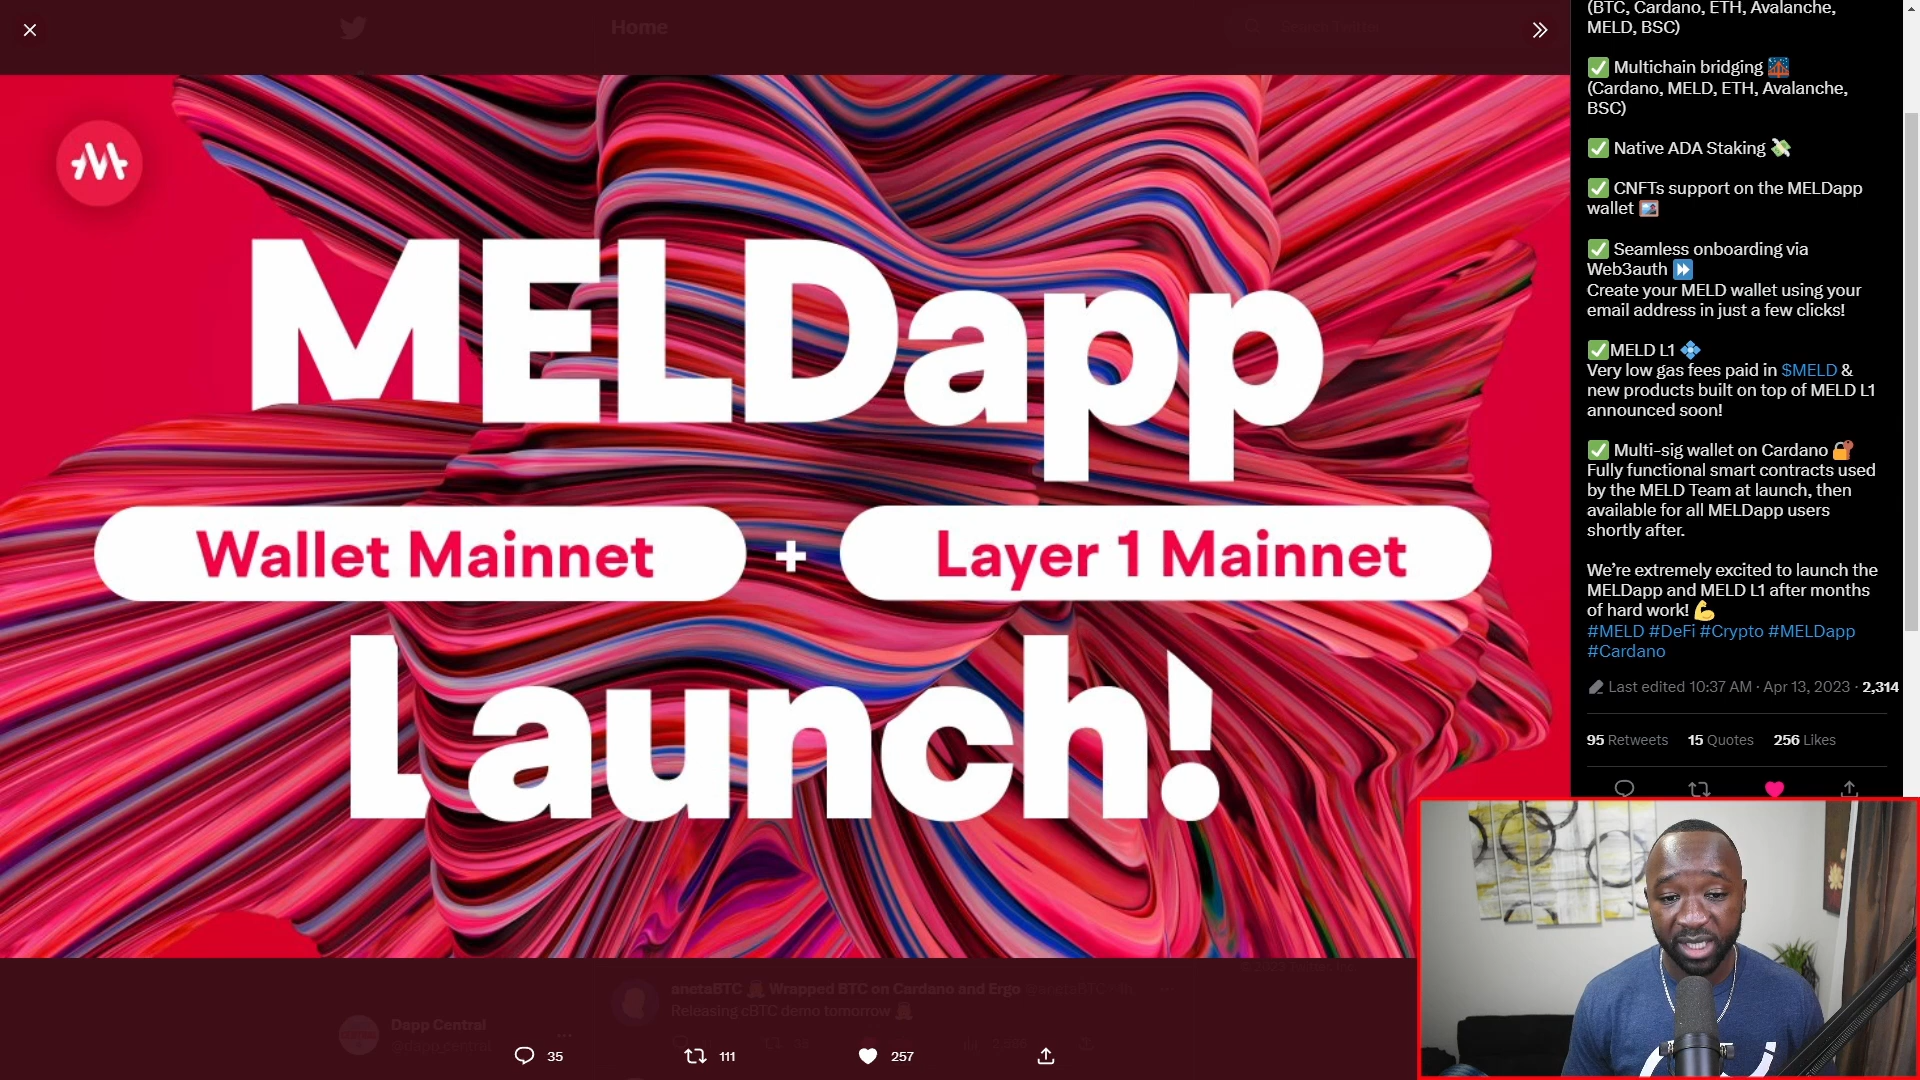 Home
Search Twitter
MELDapp
Wallet Mainnet + Layer 1 Mainnet
Launch!
anetaBTC Wrapped BTC on Cardano and Ergo @anetaBTC
Releasing cBTC demo tomorrow
Dapp Central
@dapp_central
35 111 257
(BTC, Cardano, ETH, Avalanche,
MELD, BSC)
✅ Multichain bridging 🌉
(Cardano, MELD, ETH, Avalanche,
BSC)
✅ Native ADA Staking 💸
✅ CNFTs support on the MELDapp
wallet 🖼️
✅ Seamless onboarding via
Web3auth ⏩
Create your MELD wallet using your
email address in just a few clicks!
✅MELD L1 💠
Very low gas fees paid in $MELD &
new products built on top of MELD L1
announced soon!
✅ Multi-sig wallet on Cardano 🔐
Fully functional smart contracts used
by the MELD Team at launch, then
available for all MELDapp users
shortly after.
We’re extremely excited to launch the
MELDapp and MELD L1 after months
of hard work! 💪
#MELD #DeFi #Crypto #MELDapp
#Cardano
Last edited 10:37 AM · Apr 13, 2023 · 2,314
95 Retweets 15 Quotes 256 Likes